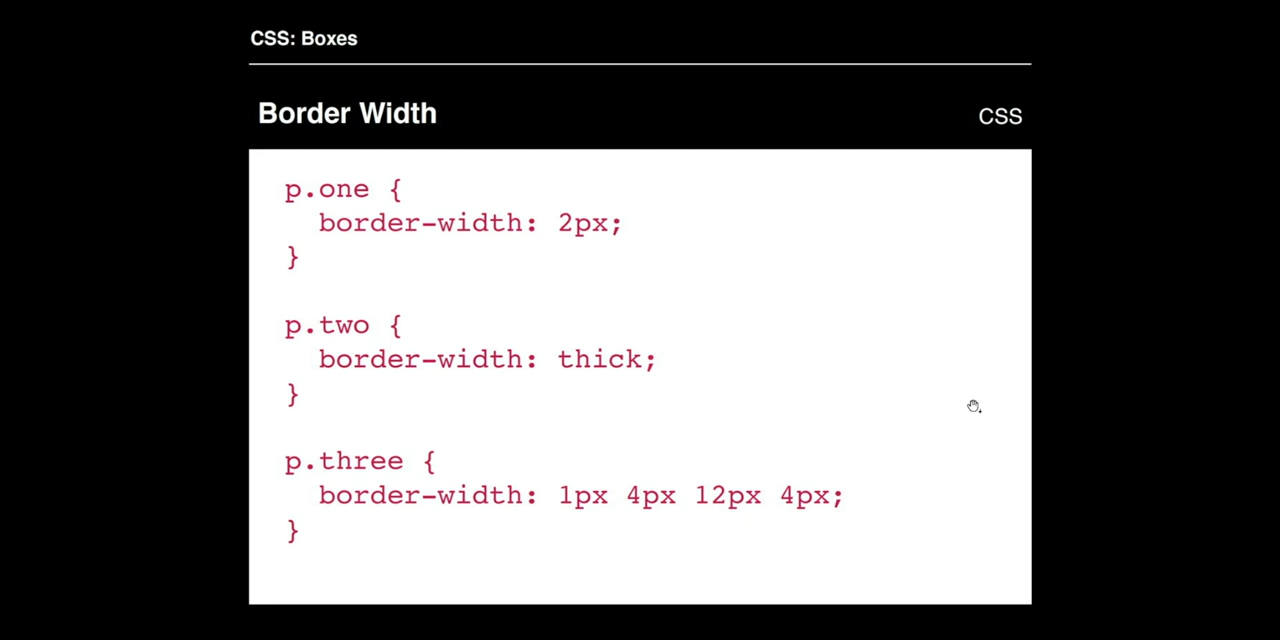 CSS: Boxes
Border Width
CSS
p.one {
  border-width: 2px;
}
p.two {
  border-width: thick;
}
p.three {
  border-width: 1px 4px 12px 4px;
}